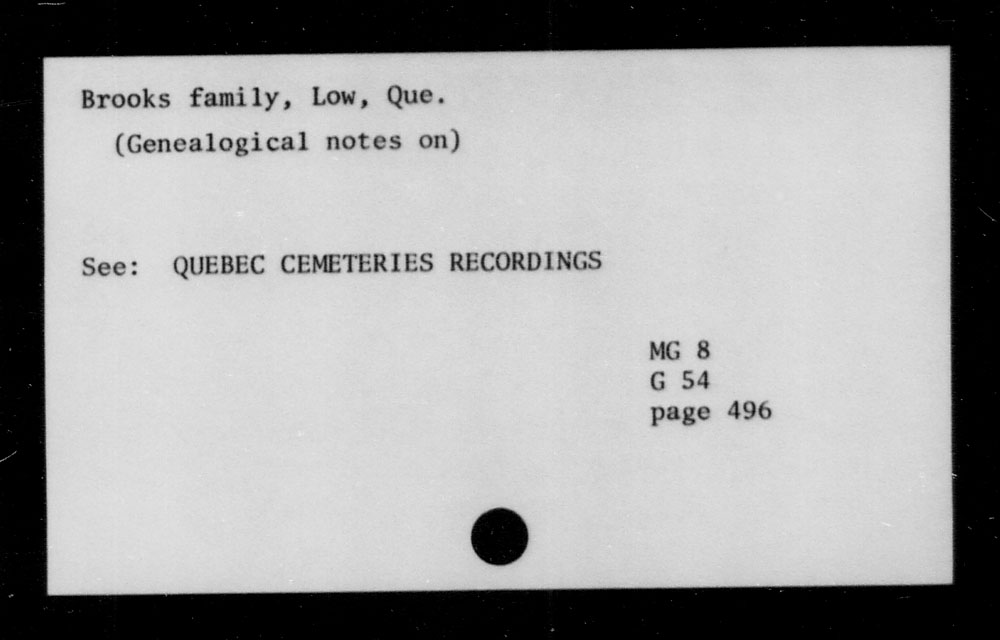 Brooks family, Low, Que.
(Genealogical notes on)
See: QUEBEC CEMETERIES RECORDINGS
MG 8
G 54
page 496